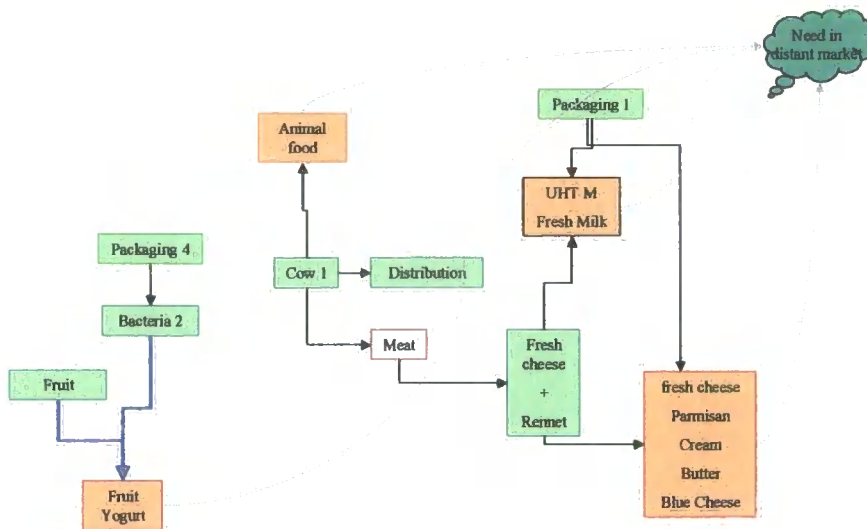 Need in
distant market
Packaging 1
Animal
food
UHT M
Fresh Milk
Packaging 4
Cow 1
Distribution
Bacteria 2
Meat
Fresh
cheese
+
Rennet
Fruit
fresh cheese
Parmisan
Cream
Butter
Blue Cheese
Fruit
Yogurt